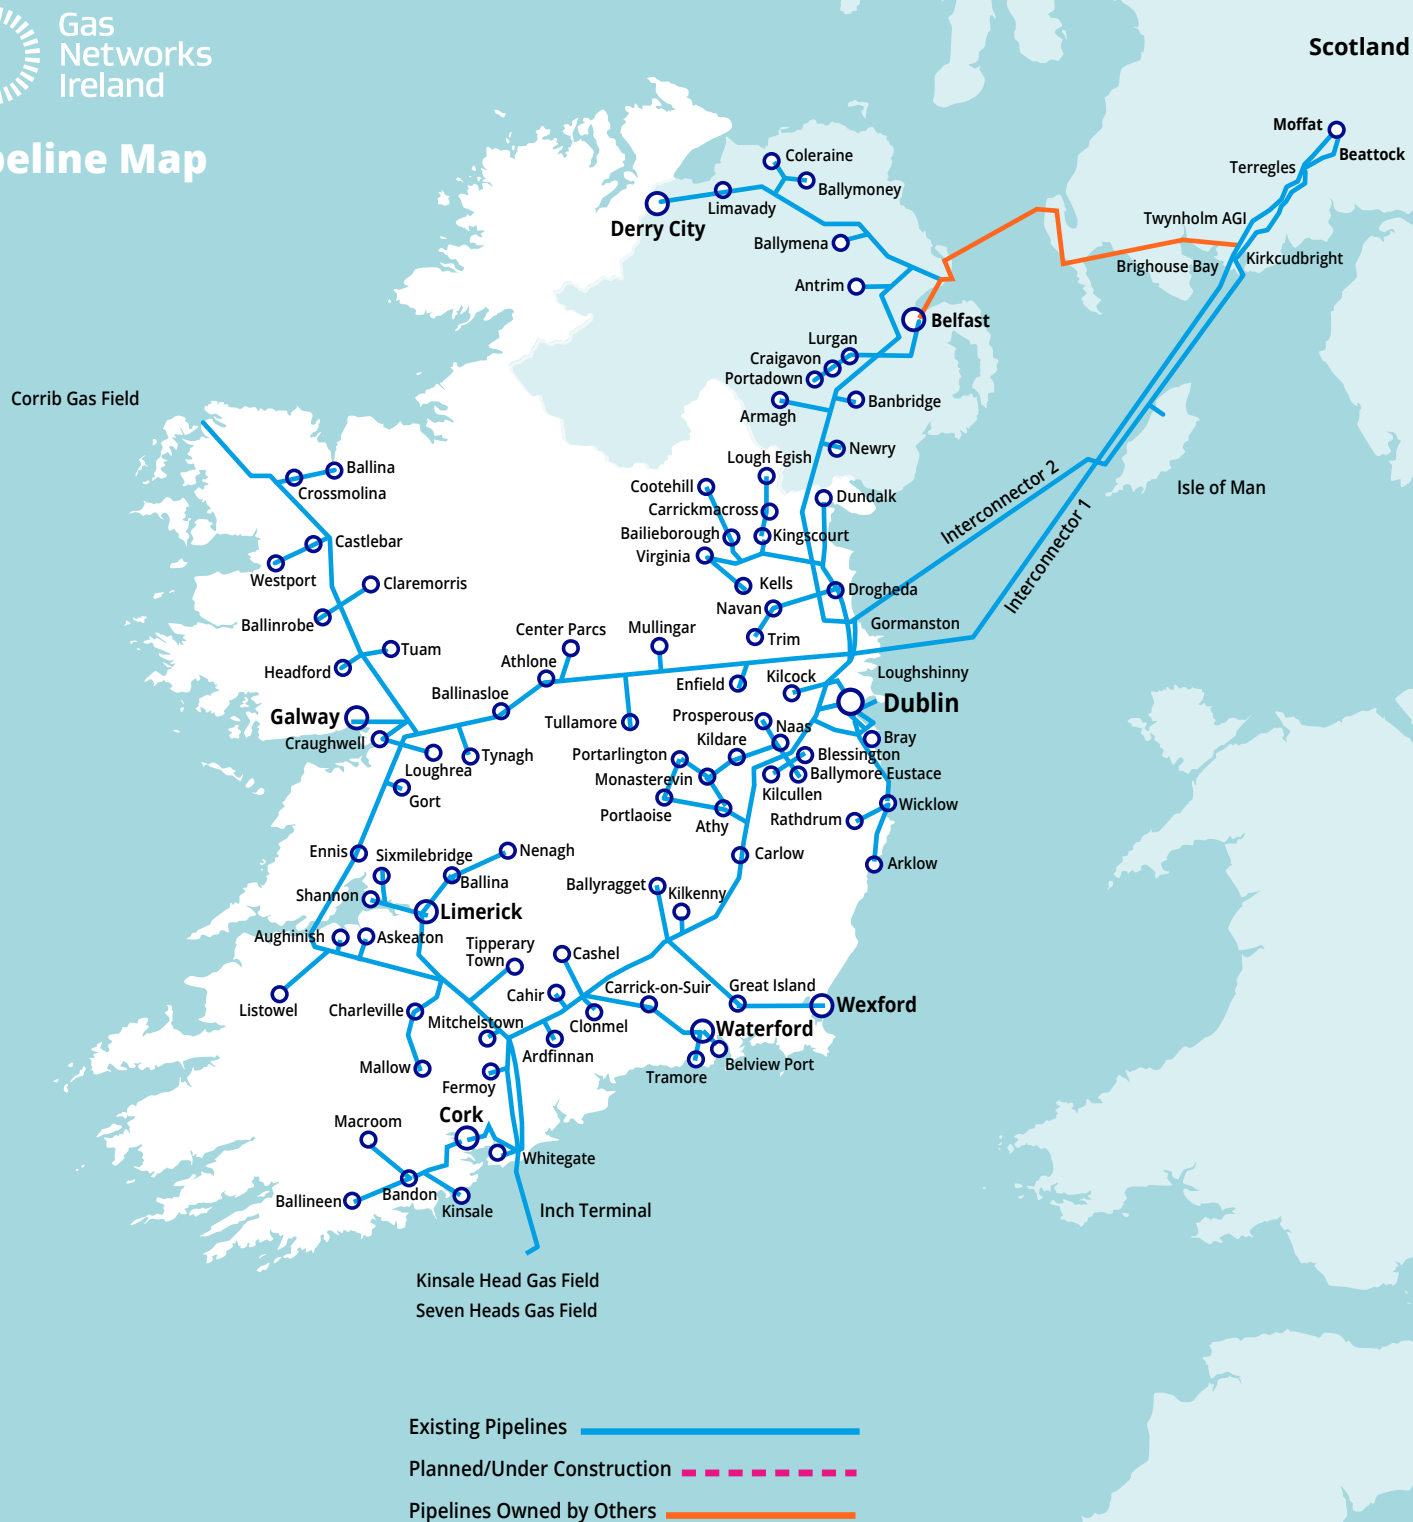 Gas
Networks
Ireland
Scotland
peline Map
Moffat
Beattock
Terregles
Twynholm AGI
Kirkcudbright
Brighouse Bay
Coleraine
Ballymoney
Limavady
Derry City
Ballymena
Antrim
Belfast
Lurgan
Craigavon
Portadown
Armagh
Banbridge
Newry
Corrib Gas Field
Ballina
Crossmolina
Castlebar
Westport
Claremorris
Ballinrobe
Tuam
Headford
Lough Egish
Cootehill
Dundalk
Carrickmacross
Bailieborough
Kingscourt
Virginia
Kells
Drogheda
Navan
Trim
Gormanston
Interconnector 2
Interconnector 1
Isle of Man
Center Parcs
Mullingar
Athlone
Enfield
Kilcock
Loughshinny
Ballinasloe
Dublin
Galway
Tullamore
Prosperous
Naas
Craughwell
Kildare
Bray
Loughrea
Tynagh
Portarlington
Blessington
Monasterevin
Ballymore Eustace
Gort
Kilcullen
Wicklow
Portlaoise
Athy
Rathdrum
Ennis
Sixmilebridge
Nenagh
Carlow
Arklow
Ballina
Shannon
Ballyragget
Kilkenny
Limerick
Aughinish
Askeaton
Tipperary
Town
Cashel
Listowel
Charleville
Cahir
Carrick-on-Suir
Great Island
Wexford
Mitchelstown
Clonmel
Waterford
Ardfinnan
Mallow
Belview Port
Fermoy
Tramore
Cork
Macroom
Whitegate
Ballineen
Bandon
Kinsale
Inch Terminal
Kinsale Head Gas Field
Seven Heads Gas Field
Existing Pipelines
Planned/Under Construction
Pipelines Owned by Others